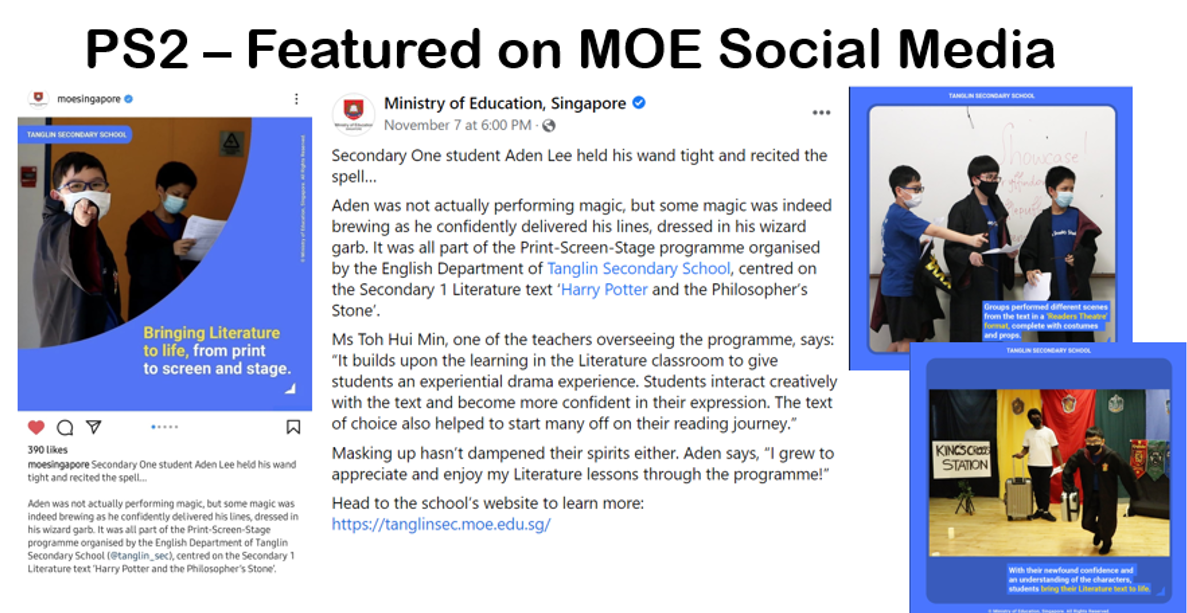 PS2 – Featured on MOE Social Media
moesingapore
TANGLIN SECONDARY SCHOOL
© Ministry of Education, Singapore. All Rights Reserved.
Bringing Literature
to life, from print
to screen and stage.
390 likes
moesingapore Secondary One student Aden Lee held his wand
tight and recited the spell...
Aden was not actually performing magic, but some magic was
indeed brewing as he confidently delivered his lines, dressed in
his wizard garb. It was all part of the Print-Screen-Stage
programme organised by the English Department of Tanglin
Secondary School (@tanglin_sec), centred on the Secondary 1
Literature text 'Harry Potter and the Philosopher's Stone'.
Ministry of Education, Singapore
November 7 at 6:00 PM ·
Secondary One student Aden Lee held his wand tight and recited the
spell...
Aden was not actually performing magic, but some magic was indeed
brewing as he confidently delivered his lines, dressed in his wizard
garb. It was all part of the Print-Screen-Stage programme organised
by the English Department of Tanglin Secondary School, centred on
the Secondary 1 Literature text 'Harry Potter and the Philosopher's
Stone'.
Ms Toh Hui Min, one of the teachers overseeing the programme, says:
"It builds upon the learning in the Literature classroom to give
students an experiential drama experience. Students interact creatively
with the text and become more confident in their expression. The text
of choice also helped to start many off on their reading journey."
Masking up hasn't dampened their spirits either. Aden says, "I grew to
appreciate and enjoy my Literature lessons through the programme!"
Head to the school's website to learn more:
https://tanglinsec.moe.edu.sg/
TANGLIN SECONDARY SCHOOL
Showcase!
Groups performed different scenes
from the text in a 'Readers Theatre'
format, complete with costumes
and props.
TANGLIN SECONDARY SCHOOL
KING'S CROSS
STATION
With their newfound confidence and
an understanding of the characters,
students bring their Literature text to life.
© Ministry of Education, Singapore. All Rights Reserved.